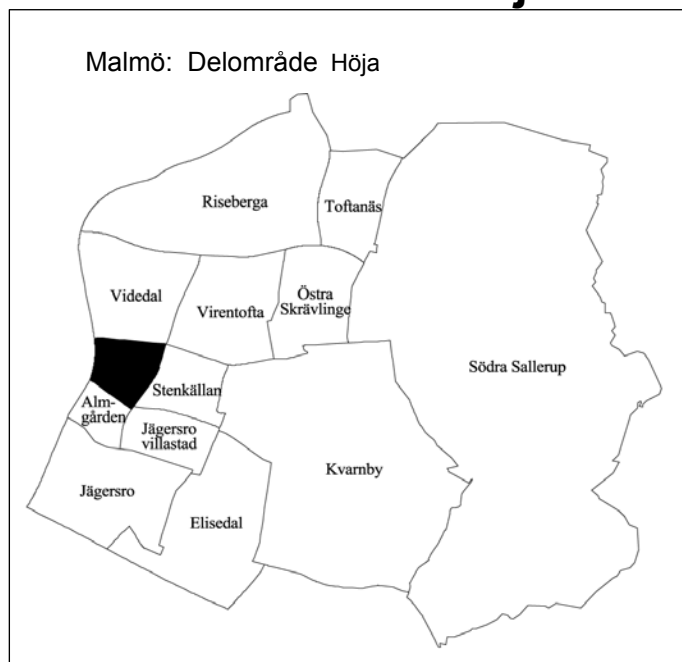 Malmö: Delområde Höja
Riseberga
Toftanäs
Videdal
Virentofta
Östra
Skrävlinge
Södra Sallerup
Stenkällan
Alm-
gården
Jägersro
villastad
Kvarnby
Jägersro
Elisedal